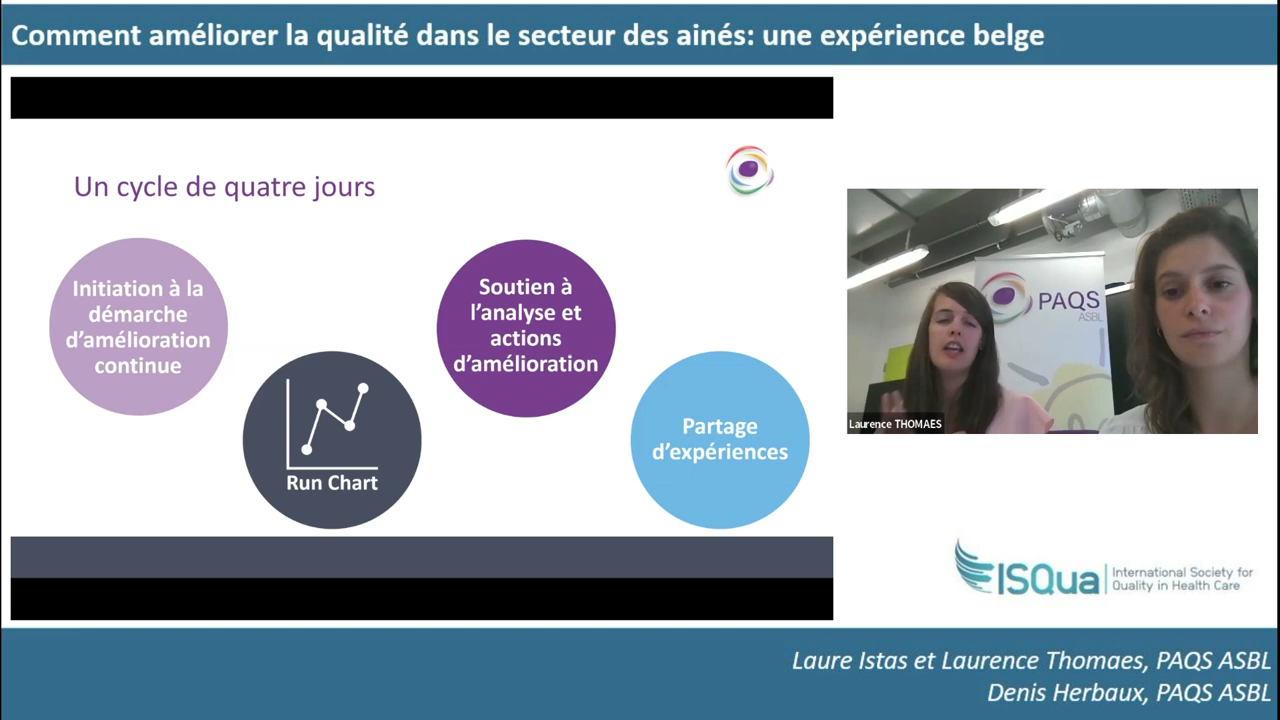 Comment améliorer la qualité dans le secteur des ainés: une expérience belge
Un cycle de quatre jours
Initiation à la
démarche
d'amélioration
continue
Run Chart
Soutien à
l'analyse et
actions
d'amélioration
Partage
d'expériences
PAQS
ASBL
Laurence THOMAES
ISQua
International Society for
Quality in Health Care
Laure Istas et Laurence Thomaes, PAQS ASBL
Denis Herbaux, PAQS ASBL